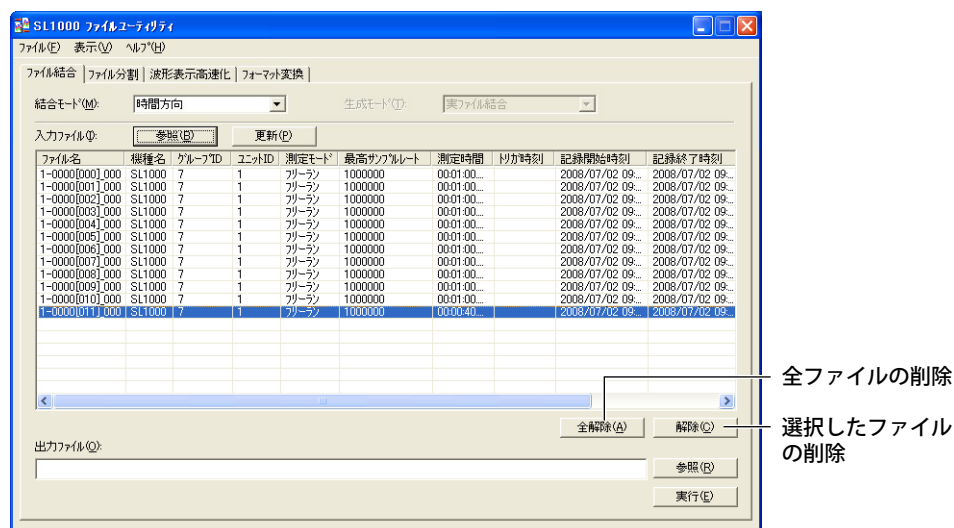 SL1000 ファイルユーティリティ
ファイル(F) 表示(V) ヘルプ(H)
ファイル結合 ファイル分割 波形表示高速化 フォーマット変換
結合モード(M): 時間方向 生成モード(T): 実ファイル結合
入力ファイル(I): 参照(B) 更新(P)
ファイル名 機種名 グループID ユニットID 測定モード 最高サンプルレート 測定時間 トリガ時刻 記録開始時刻 記録終了時刻
1-0000[000]_000 SL1000 7 1 フリーラン 1000000 00:01:00... 2008/07/02 09:... 2008/07/02 09:...
1-0000[001]_000 SL1000 7 1 フリーラン 1000000 00:01:00... 2008/07/02 09:... 2008/07/02 09:...
1-0000[002]_000 SL1000 7 1 フリーラン 1000000 00:01:00... 2008/07/02 09:... 2008/07/02 09:...
1-0000[003]_000 SL1000 7 1 フリーラン 1000000 00:01:00... 2008/07/02 09:... 2008/07/02 09:...
1-0000[004]_000 SL1000 7 1 フリーラン 1000000 00:01:00... 2008/07/02 09:... 2008/07/02 09:...
1-0000[005]_000 SL1000 7 1 フリーラン 1000000 00:01:00... 2008/07/02 09:... 2008/07/02 09:...
1-0000[006]_000 SL1000 7 1 フリーラン 1000000 00:01:00... 2008/07/02 09:... 2008/07/02 09:...
1-0000[007]_000 SL1000 7 1 フリーラン 1000000 00:01:00... 2008/07/02 09:... 2008/07/02 09:...
1-0000[008]_000 SL1000 7 1 フリーラン 1000000 00:01:00... 2008/07/02 09:... 2008/07/02 09:...
1-0000[009]_000 SL1000 7 1 フリーラン 1000000 00:01:00... 2008/07/02 09:... 2008/07/02 09:...
1-0000[010]_000 SL1000 7 1 フリーラン 1000000 00:01:00... 2008/07/02 09:... 2008/07/02 09:...
1-0000[011]_000 SL1000 7 1 フリーラン 1000000 00:00:40... 2008/07/02 09:... 2008/07/02 09:...
全ファイルの削除
全解除(A) 解除(C)
選択したファイル
の削除
出力ファイル(O):
参照(R)
実行(E)